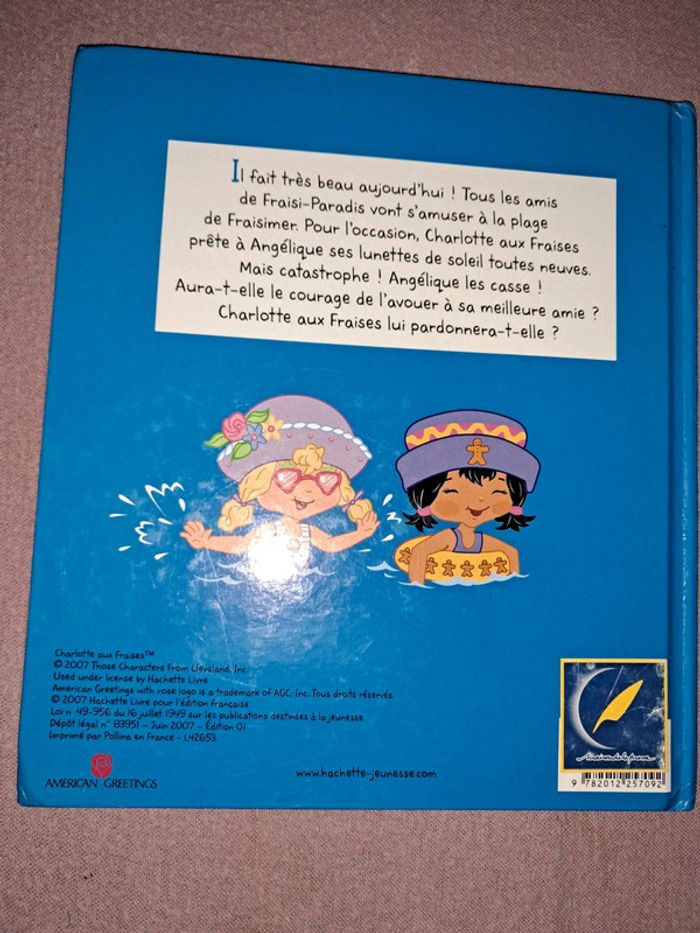 Il fait très beau aujourd'hui ! Tous les amis
de Fraisi-Paradis vont s'amuser à la plage
de Fraisimer. Pour l'occasion, Charlotte aux Fraises
prête à Angélique ses lunettes de soleil toutes neuves.
Mais catastrophe ! Angélique les casse !
Aura-t-elle le courage de l'avouer à sa meilleure amie ?
Charlotte aux Fraises lui pardonnera-t-elle ?
Charlotte aux Fraises™
© 2007 Those Characters From Cleveland, Inc.
Used under license by Hachette Livre
American Greetings with rose logo is a trademark of AGC, Inc. Tous droits réservés.
© 2007 Hachette Livre pour l'édition française
Loi n° 49-956 du 16 juillet 1949 sur les publications destinées à la jeunesse.
Dépôt légal n° 83951 - Juin 2007 - Édition 01
Imprimé par Pollina en France - L42653.
AMERICAN GREETINGS
www.hachette-jeunesse.com
maison de la presse
9 782012 257092